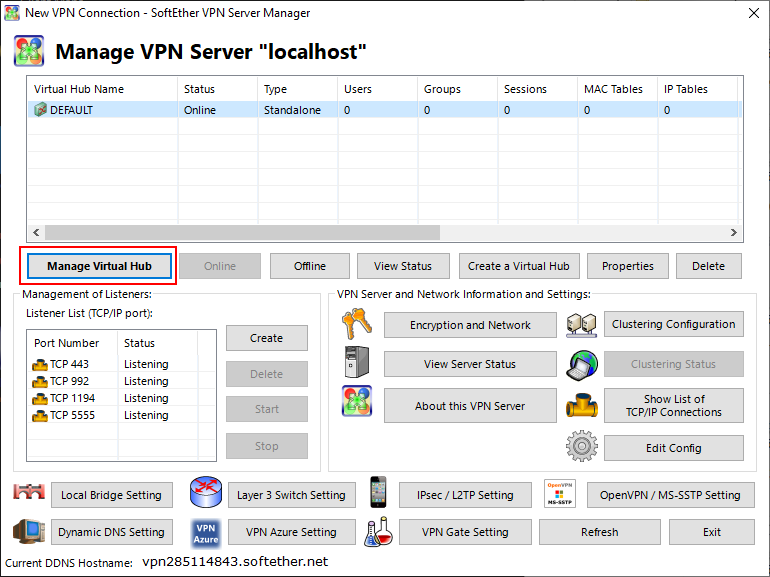 New VPN Connection - SoftEther VPN Server Manager
Manage VPN Server "localhost"
Virtual Hub Name Status Type Users Groups Sessions MAC Tables IP Tables
DEFAULT Online Standalone 0 0 0 0 0
Manage Virtual Hub Online Offline View Status Create a Virtual Hub Properties Delete
Management of Listeners:
Listener List (TCP/IP port):
Port Number Status
TCP 443 Listening
TCP 992 Listening
TCP 1194 Listening
TCP 5555 Listening
Create
Delete
Start
Stop
VPN Server and Network Information and Settings:
Encryption and Network Clustering Configuration
View Server Status Clustering Status
About this VPN Server Show List of
TCP/IP Connections
Edit Config
Local Bridge Setting Layer 3 Switch Setting IPsec / L2TP Setting OpenVPN MS-SSTP OpenVPN / MS-SSTP Setting
Dynamic DNS Setting VPN Azure VPN Azure Setting VPN Gate Setting Refresh Exit
Current DDNS Hostname: vpn285114843.softether.net